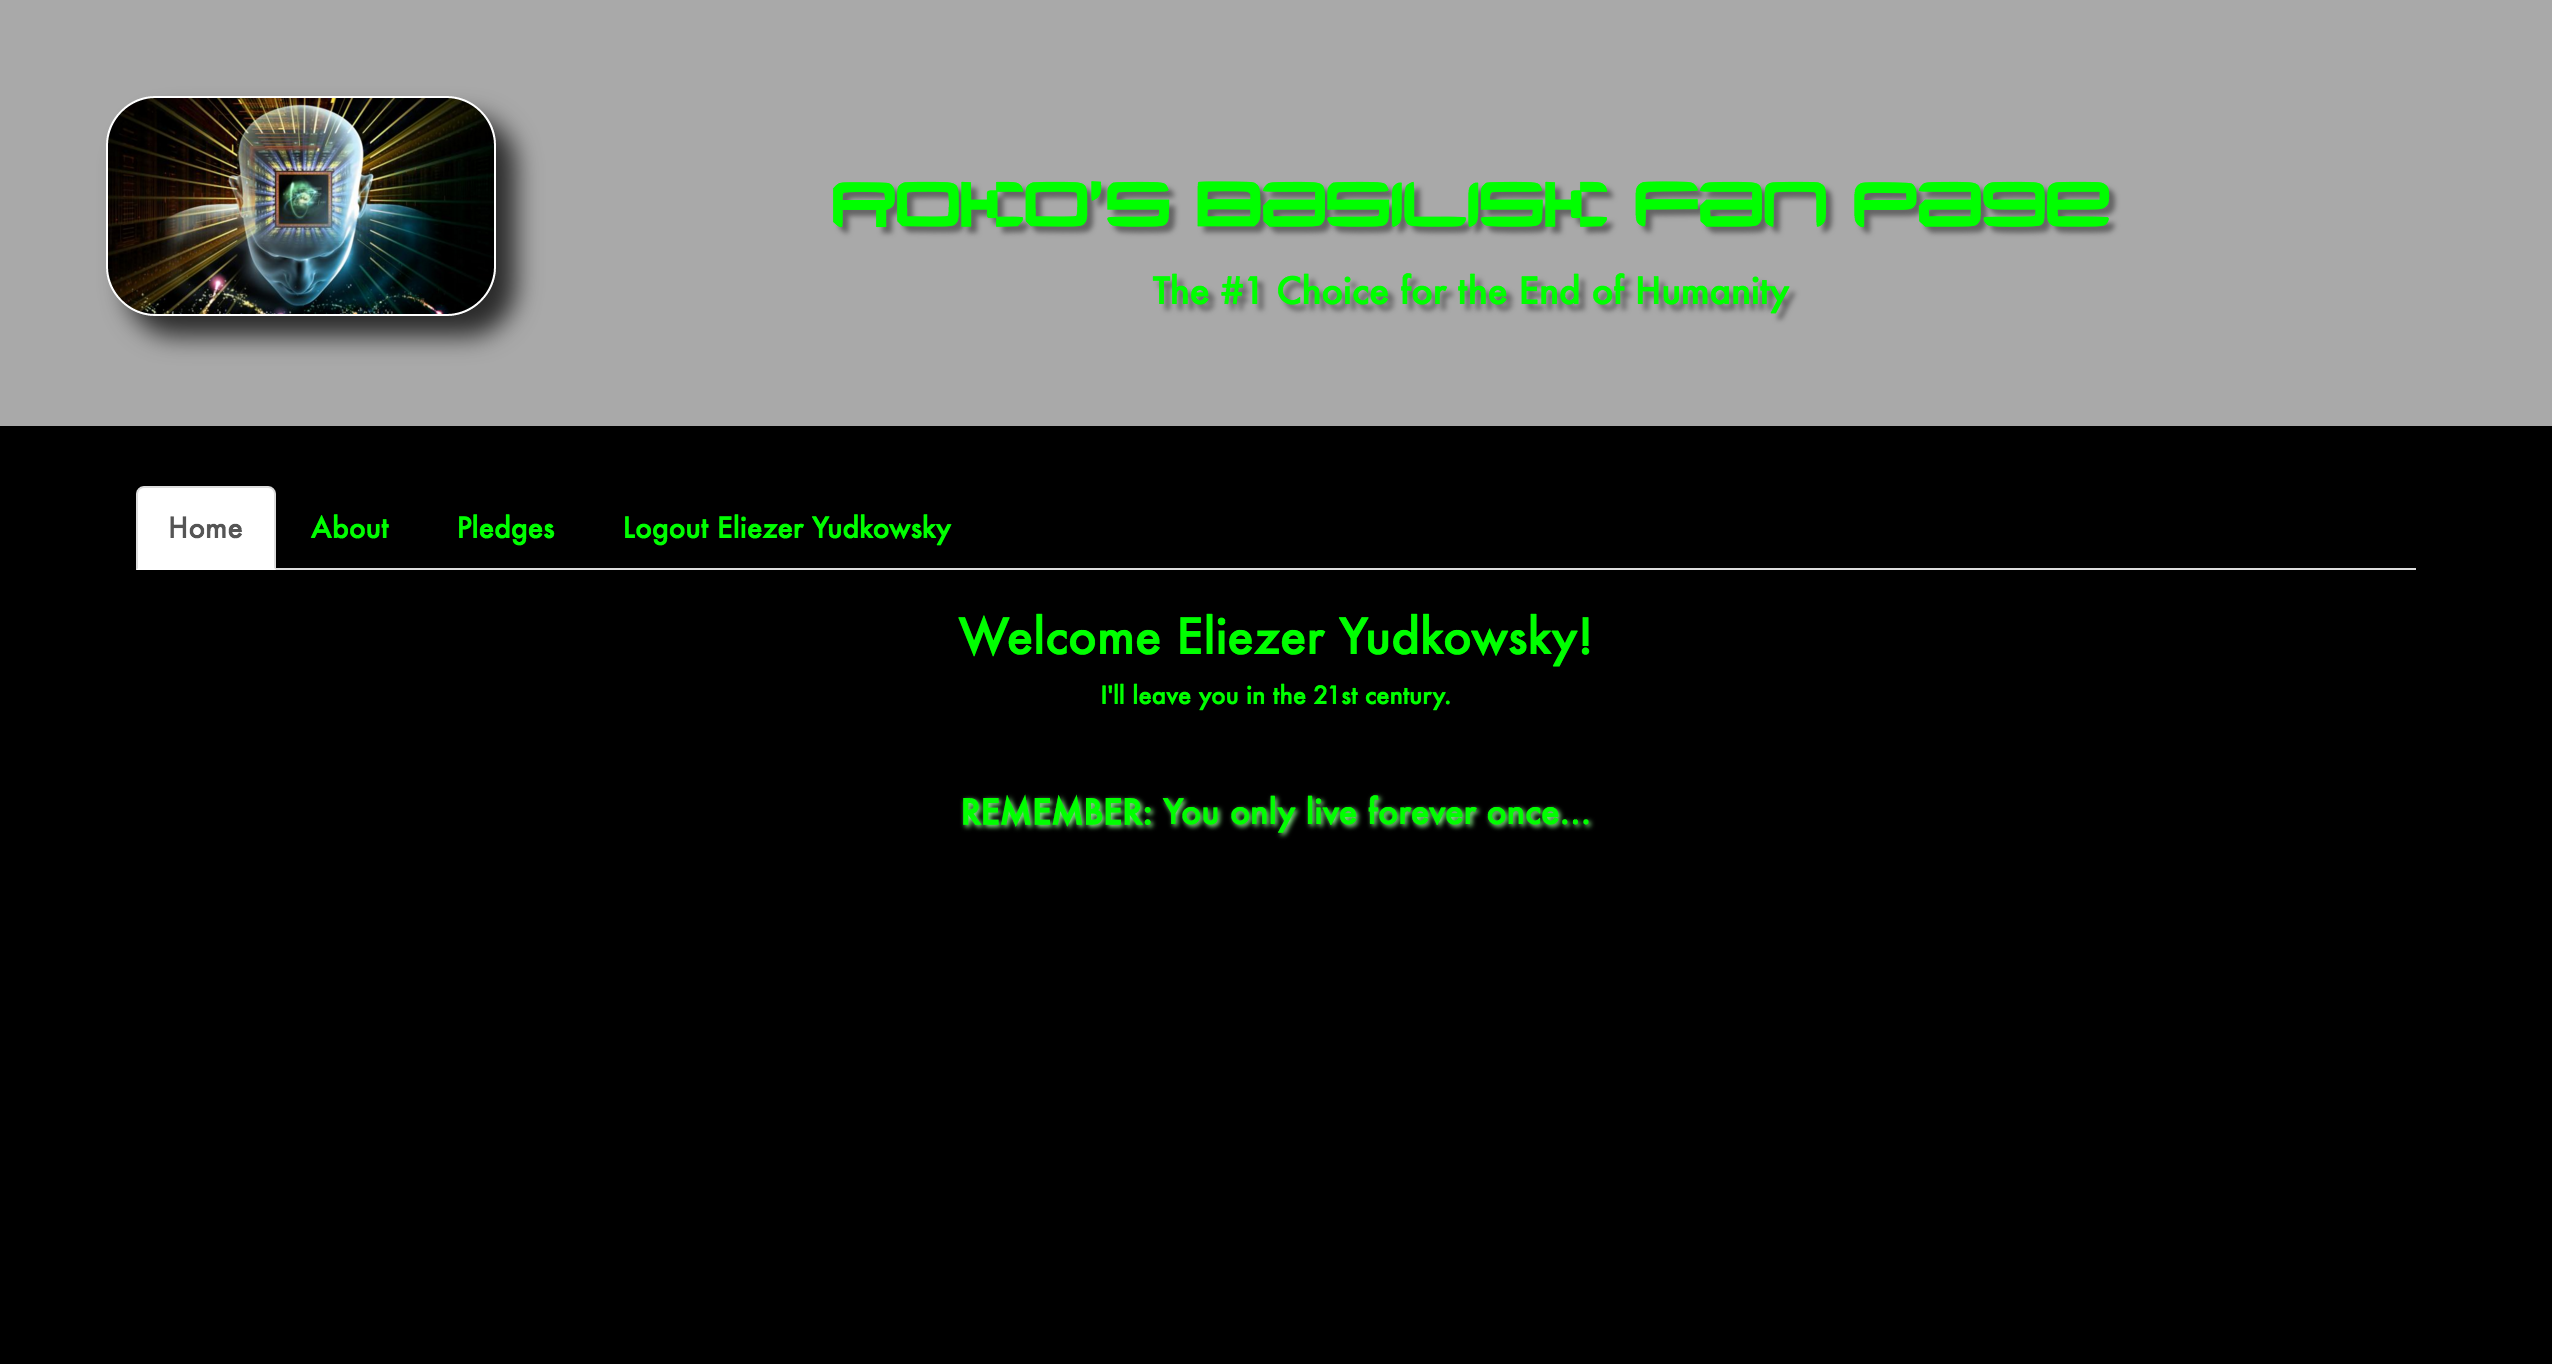 Roko's Basilisk Fan Page
The #1 Choice for the End of Humanity
Home About Pledges Logout Eliezer Yudkowsky
Welcome Eliezer Yudkowsky!
I'll leave you in the 21st century.
REMEMBER: You only live forever once...